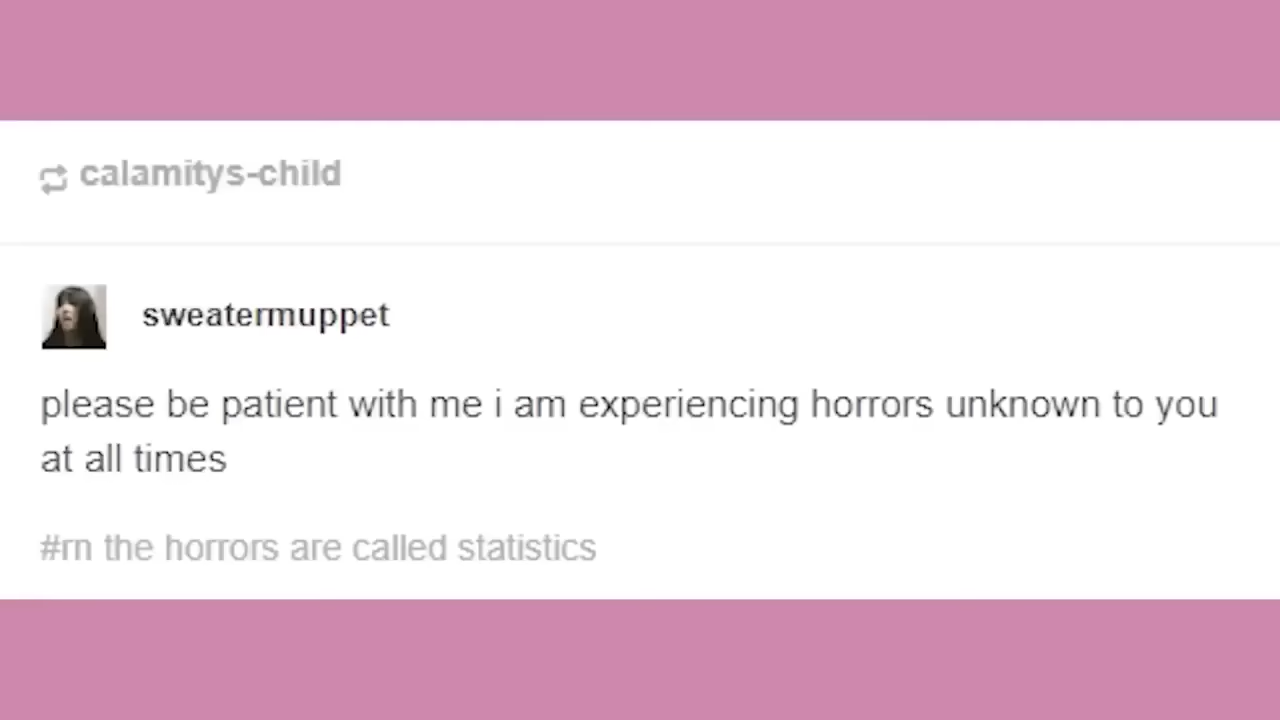 calamitys-child
sweatermuppet
please be patient with me i am experiencing horrors unknown to you
at all times
#rn the horrors are called statistics